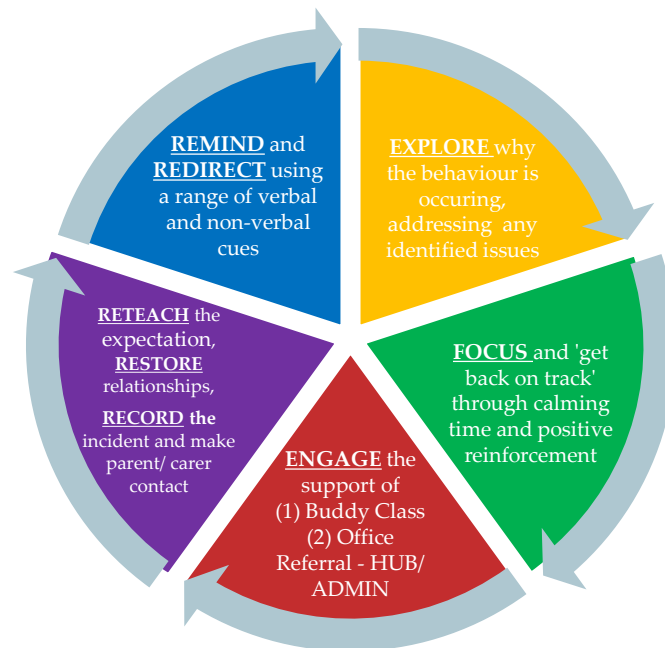 REMIND and
REDIRECT using
a range of verbal
and non-verbal
cues
EXPLORE why
the behaviour is
occuring,
addressing any
identified issues
FOCUS and 'get
back on track'
through calming
time and positive
reinforcement
ENGAGE the
support of
(1) Buddy Class
(2) Office
Referral - HUB/
ADMIN
RETEACH the
expectation,
RESTORE
relationships,
RECORD the
incident and make
parent/ carer
contact